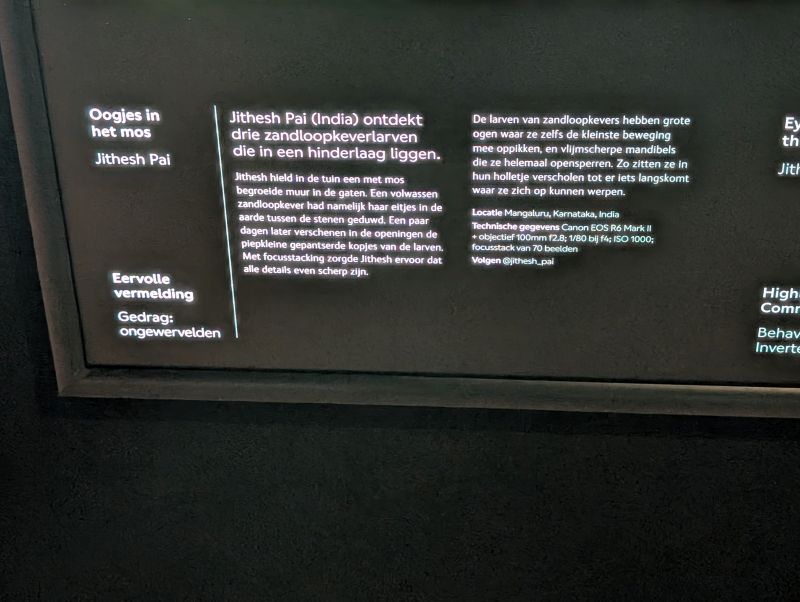 Oogjes in
het mos
Jithesh Pai
Eervolle
vermelding
Gedrag:
ongewervelden
Jithesh Pai (India) ontdekt
drie zandloopkeverlarven
die in een hinderlaag liggen.
Jithesh hield in de tuin een met mos
begroeide muur in de gaten. Een volwassen
zandloopkever had namelijk haar eitjes in de
aarde tussen de stenen geduwd. Een paar
dagen later verschenen in de openingen de
piepkleine gepantserde kopjes van de larven.
Met focusstacking zorgde Jithesh ervoor dat
alle details even scherp zijn.
De larven van zandloopkevers hebben grote
ogen waar ze zelfs de kleinste beweging
mee oppikken, en vlijmscherpe mandibels
die ze helemaal opensperren. Zo zitten ze in
hun holletje verscholen tot er iets langskomt
waar ze zich op kunnen werpen.
Locatie Mangaluru, Karnataka, India
Technische gegevens Canon EOS R6 Mark II
+ objectief 100mm f2.8; 1/80 bij f4; ISO 1000;
focusstack van 70 beelden
Volgen @jithesh_pai
Ey
th
Jith
High
Comm
Behav
Inverte